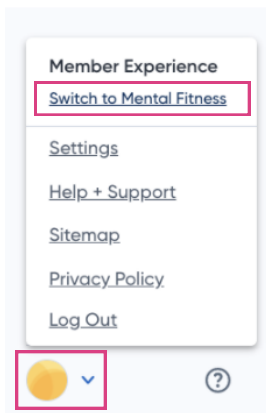 Member Experience
Switch to Mental Fitness
Settings
Help + Support
Sitemap
Privacy Policy
Log Out
?